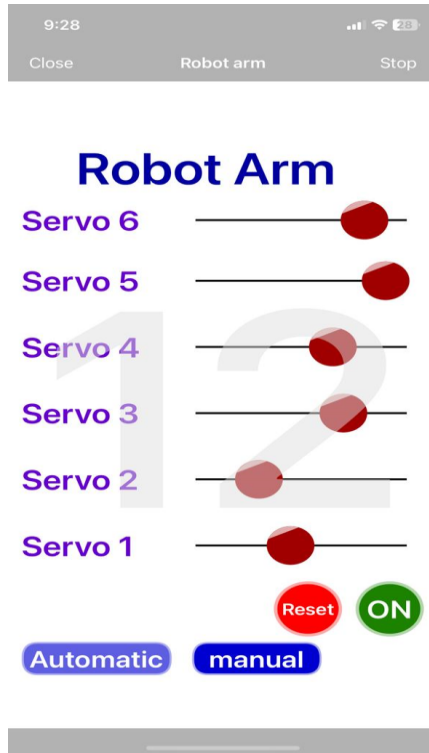 9:28
28
Close Robot arm Stop
Robot Arm
Servo 6
Servo 5
Servo 4
Servo 3
Servo 2
Servo 1
12
Reset ON
Automatic manual